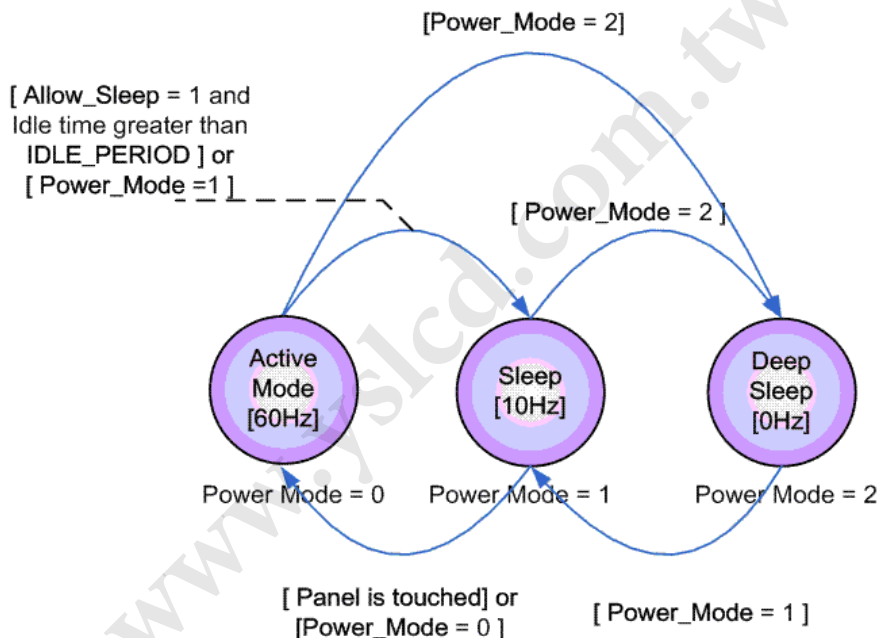 [Power_Mode = 2]
[ Allow_Sleep = 1 and
Idle time greater than
IDLE_PERIOD ] or
[ Power_Mode =1 ]
[ Power_Mode = 2 ]
Active
Mode
[60Hz]
Sleep
[10Hz]
Deep
Sleep
[0Hz]
Power Mode = 0
Power Mode = 1
Power Mode = 2
[ Panel is touched] or
[Power_Mode = 0 ]
[ Power_Mode = 1 ]
www.yslcd.com.tw